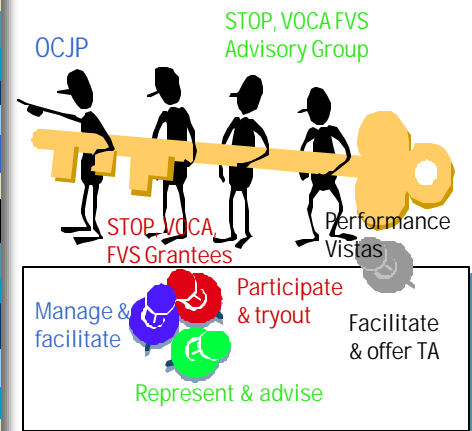 STOP, VOCA FVS
Advisory Group
OCJP
STOP, VOCA,
FVS Grantees
Performance
Vistas
Manage &
facilitate
Participate
& tryout
Facilitate
& offer TA
Represent & advise